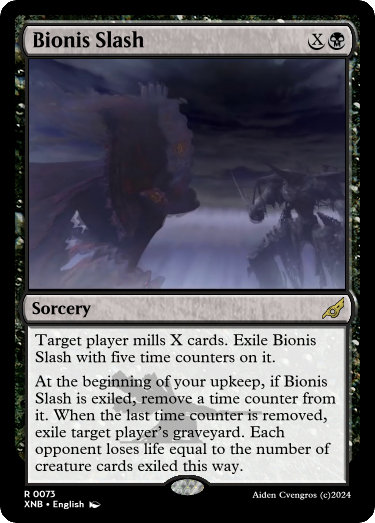 Bionis Slash X
Sorcery
Target player mills X cards. Exile Bionis
Slash with five time counters on it.
At the beginning of your upkeep, if Bionis
Slash is exiled, remove a time counter from
it. When the last time counter is removed,
exile target player's graveyard. Each
opponent loses life equal to the number of
creature cards exiled this way.
R 0073
XNB • English
Aiden Cvengros (c)2024